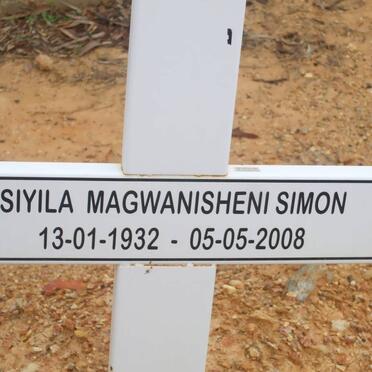 SIYILA MAGWANISHENI SIMON
13-01-1932 - 05-05-2008